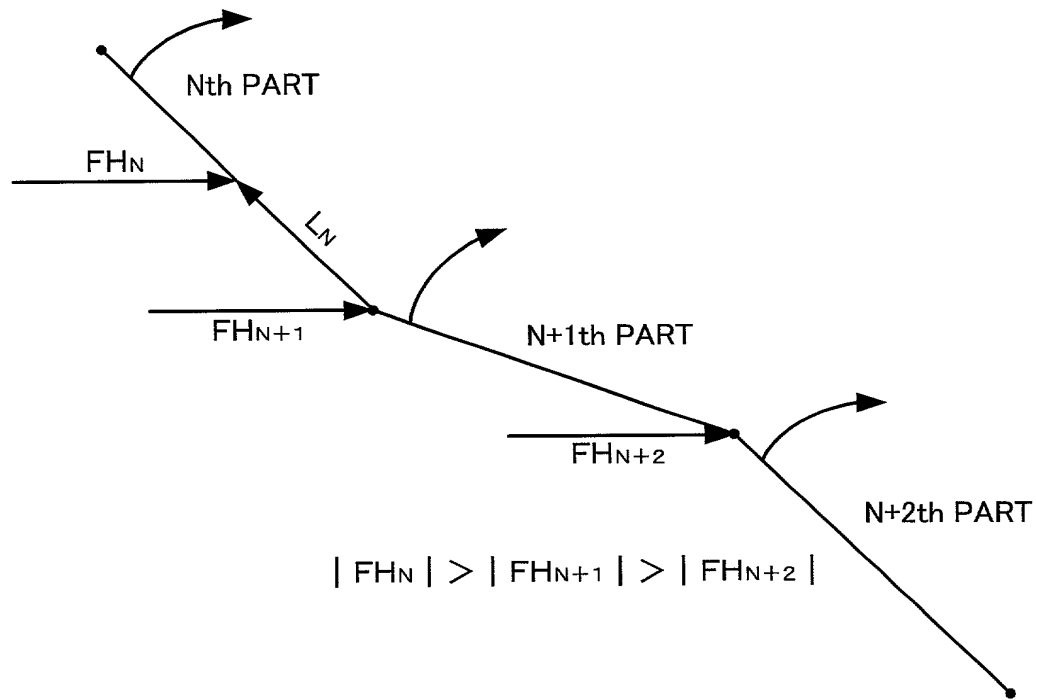 Nth PART
FHN
LN
FHN+1
N+1th PART
FHN+2
N+2th PART
| FHN | > | FHN+1 | > | FHN+2 |